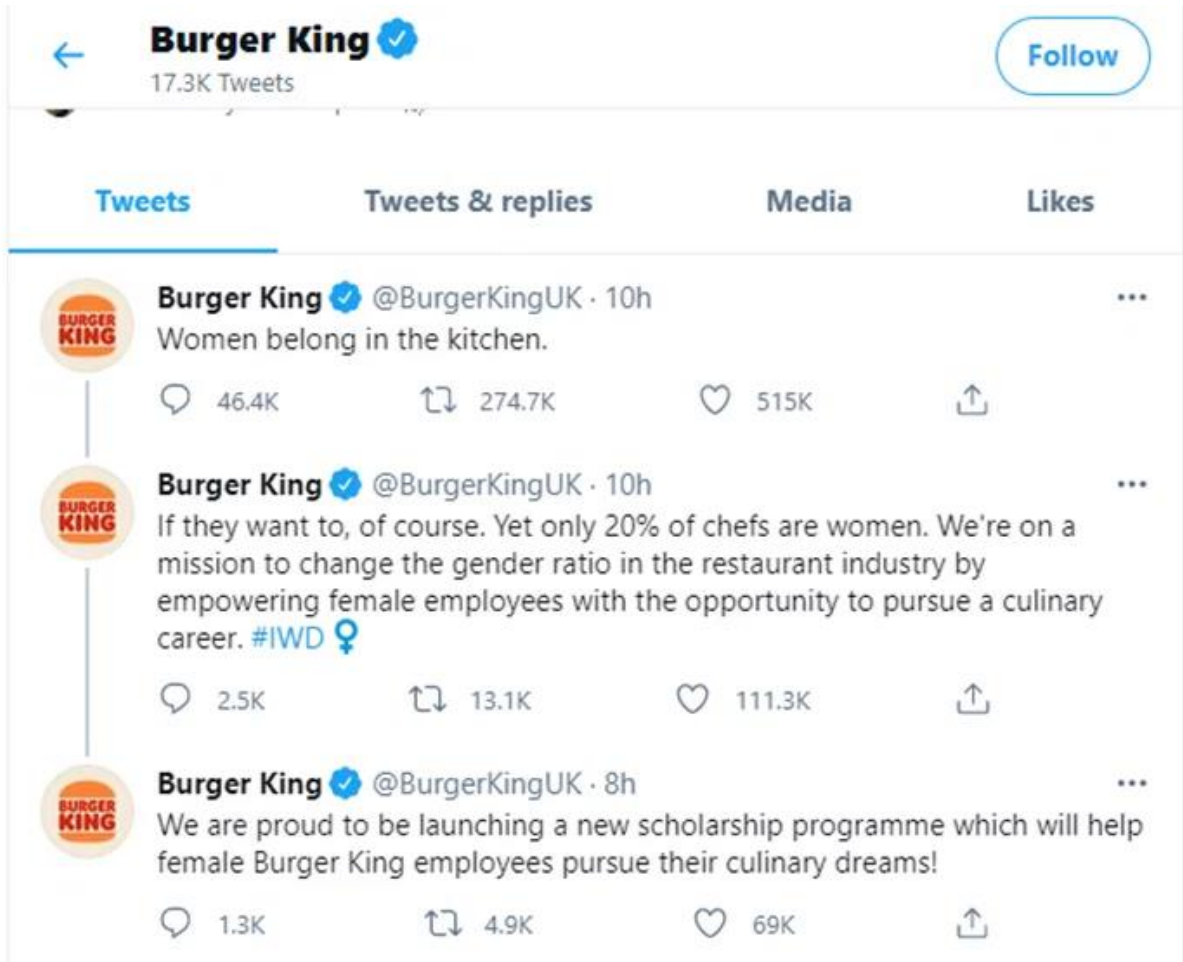 Burger King
17.3K Tweets
Follow
Tweets
Tweets & replies
Media
Likes
BURGER
KING
Burger King @BurgerKingUK · 10h
Women belong in the kitchen.
46.4K 274.7K 515K
BURGER
KING
Burger King @BurgerKingUK · 10h
If they want to, of course. Yet only 20% of chefs are women. We're on a
mission to change the gender ratio in the restaurant industry by
empowering female employees with the opportunity to pursue a culinary
career. #IWD
2.5K 13.1K 111.3K
BURGER
KING
Burger King @BurgerKingUK · 8h
We are proud to be launching a new scholarship programme which will help
female Burger King employees pursue their culinary dreams!
1.3K 4.9K 69K